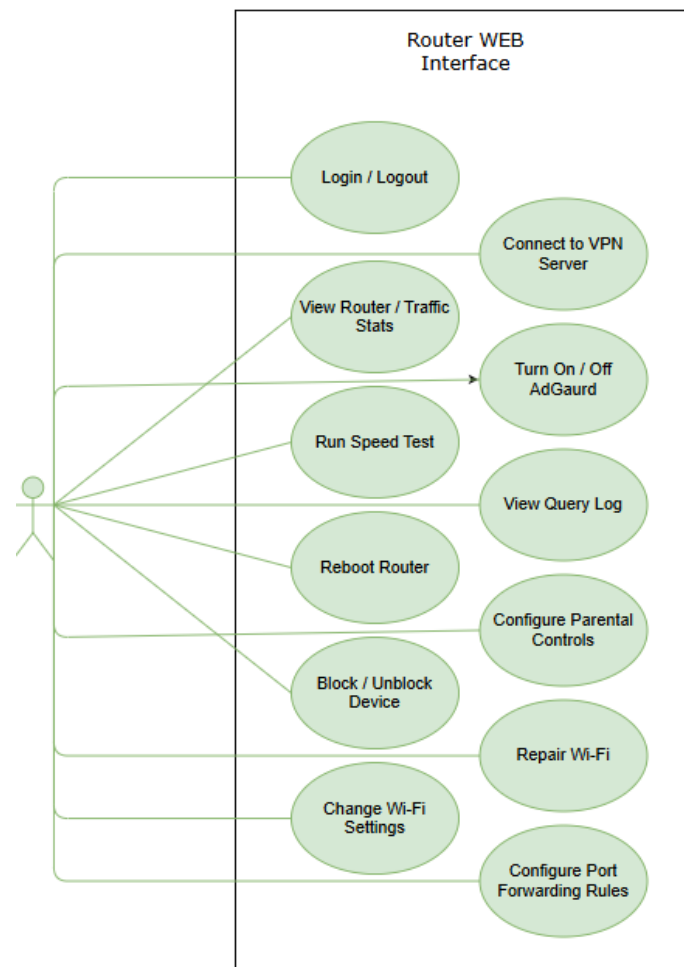 Router WEB
Interface
Login / Logout
Connect to VPN
Server
View Router / Traffic
Stats
Turn On / Off
AdGaurd
Run Speed Test
View Query Log
Reboot Router
Configure Parental
Controls
Block / Unblock
Device
Repair Wi-Fi
Change Wi-Fi
Settings
Configure Port
Forwarding Rules